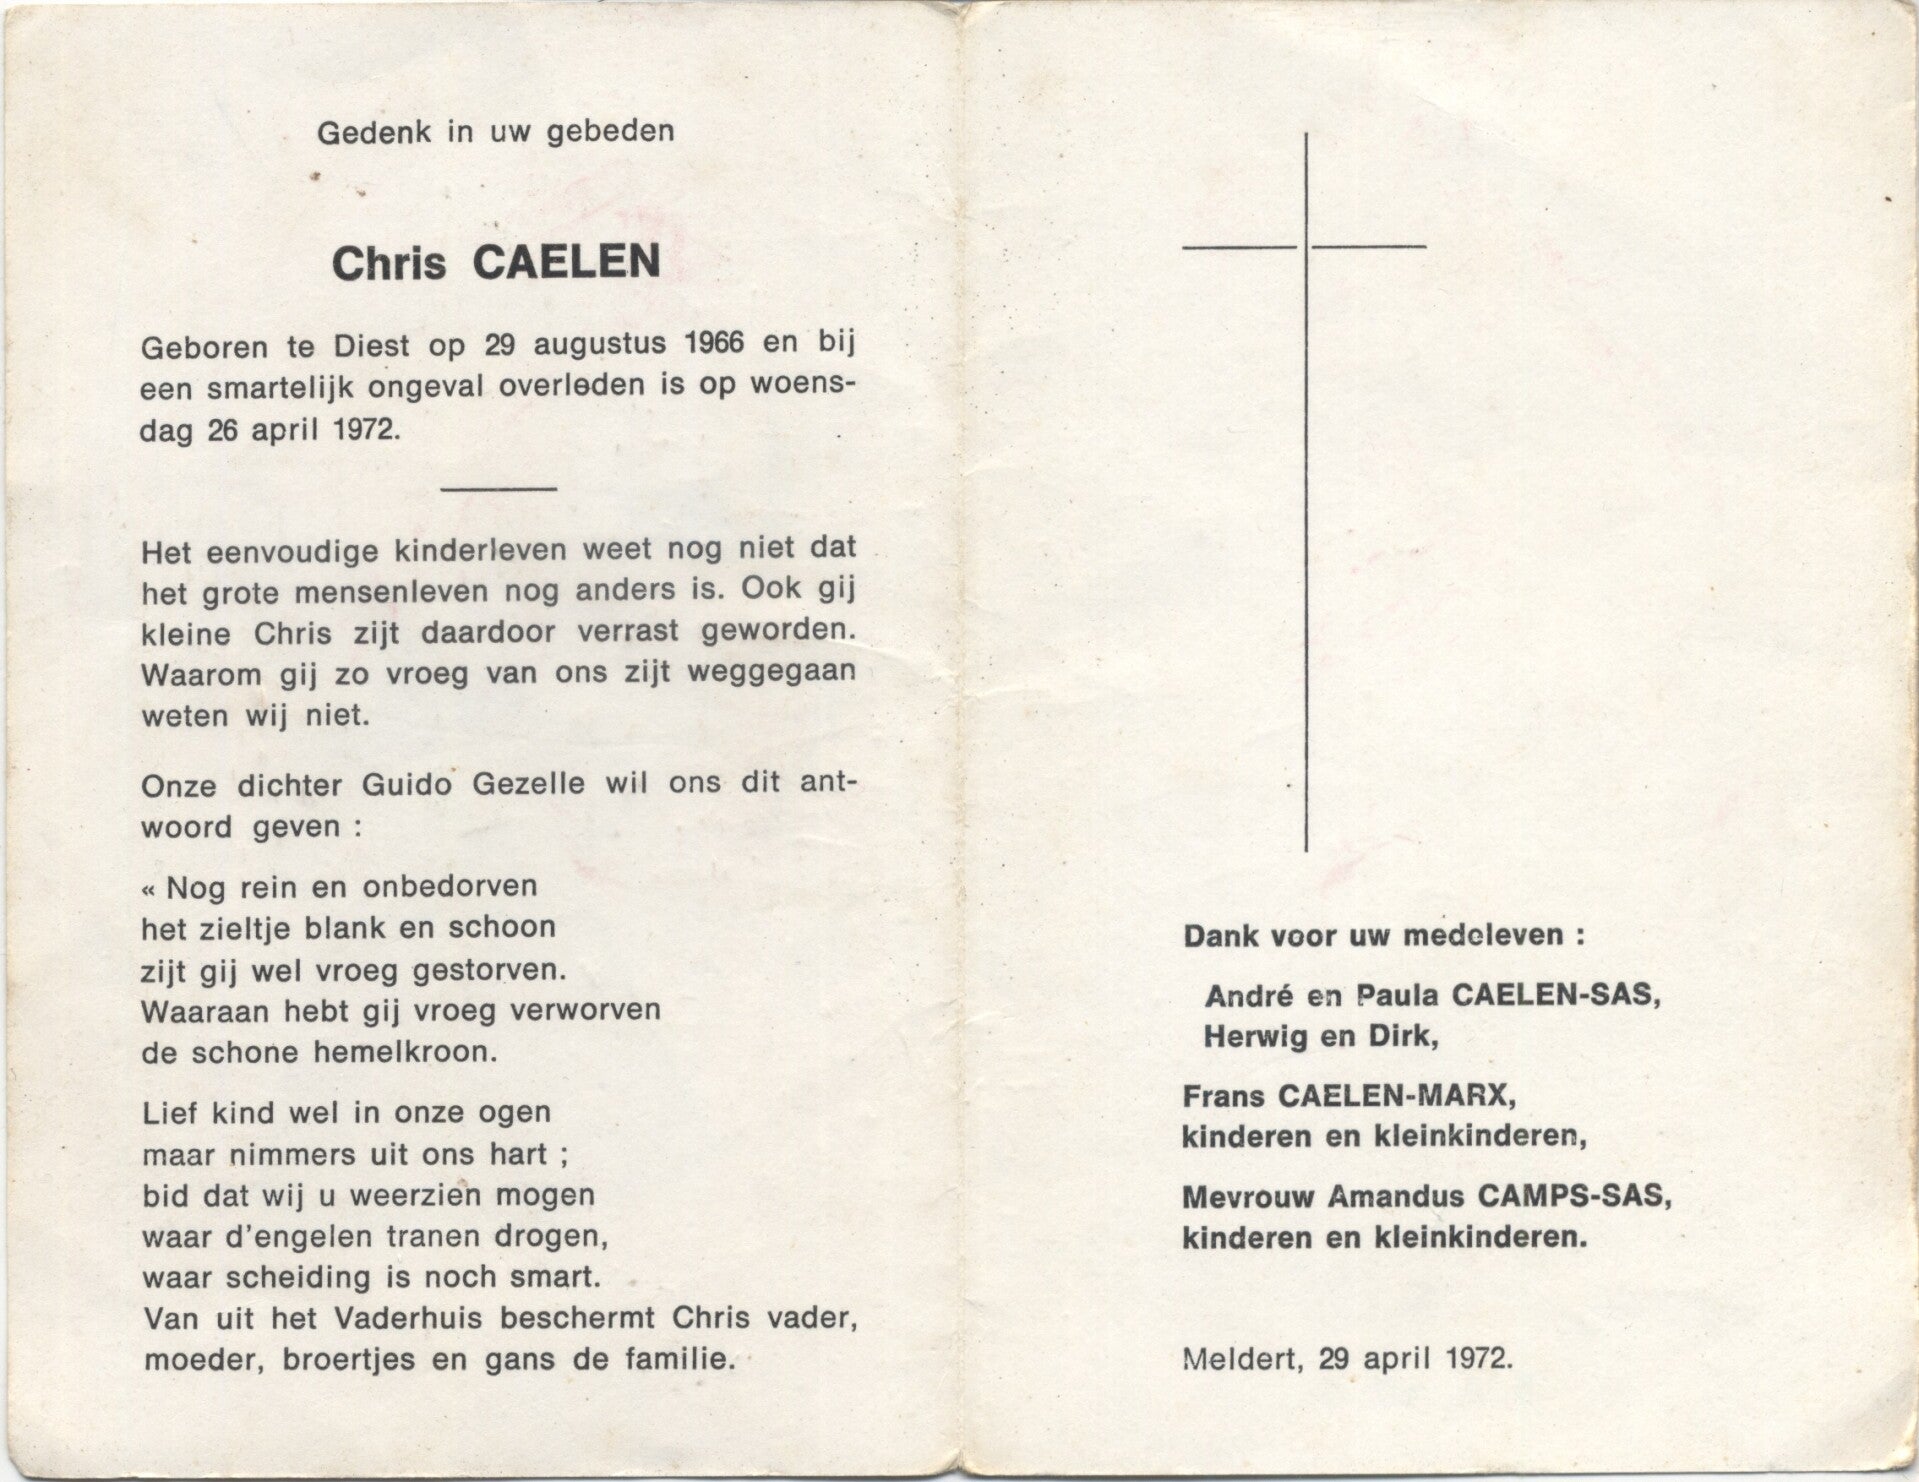 Gedenk in uw gebeden
Chris CAELEN
Geboren te Diest op 29 augustus 1966 en bij
een smartelijk ongeval overleden is op woens-
dag 26 april 1972.
Het eenvoudige kinderleven weet nog niet dat
het grote mensenleven nog anders is. Ook gij
kleine Chris zijt daardoor verrast geworden.
Waarom gij zo vroeg van ons zijt weggegaan
weten wij niet.
Onze dichter Guido Gezelle wil ons dit ant-
woord geven :
« Nog rein en onbedorven
het zieltje blank en schoon
zijt gij wel vroeg gestorven.
Waaraan hebt gij vroeg verworven
de schone hemelkroon.
Lief kind wel in onze ogen
maar nimmers uit ons hart ;
bid dat wij u weerzien mogen
waar d'engelen tranen drogen,
waar scheiding is noch smart.
Van uit het Vaderhuis beschermt Chris vader,
moeder, broertjes en gans de familie.
Dank voor uw medeleven :
André en Paula CAELEN-SAS,
Herwig en Dirk,
Frans CAELEN-MARX,
kinderen en kleinkinderen,
Mevrouw Amandus CAMPS-SAS,
kinderen en kleinkinderen.
Meldert, 29 april 1972.